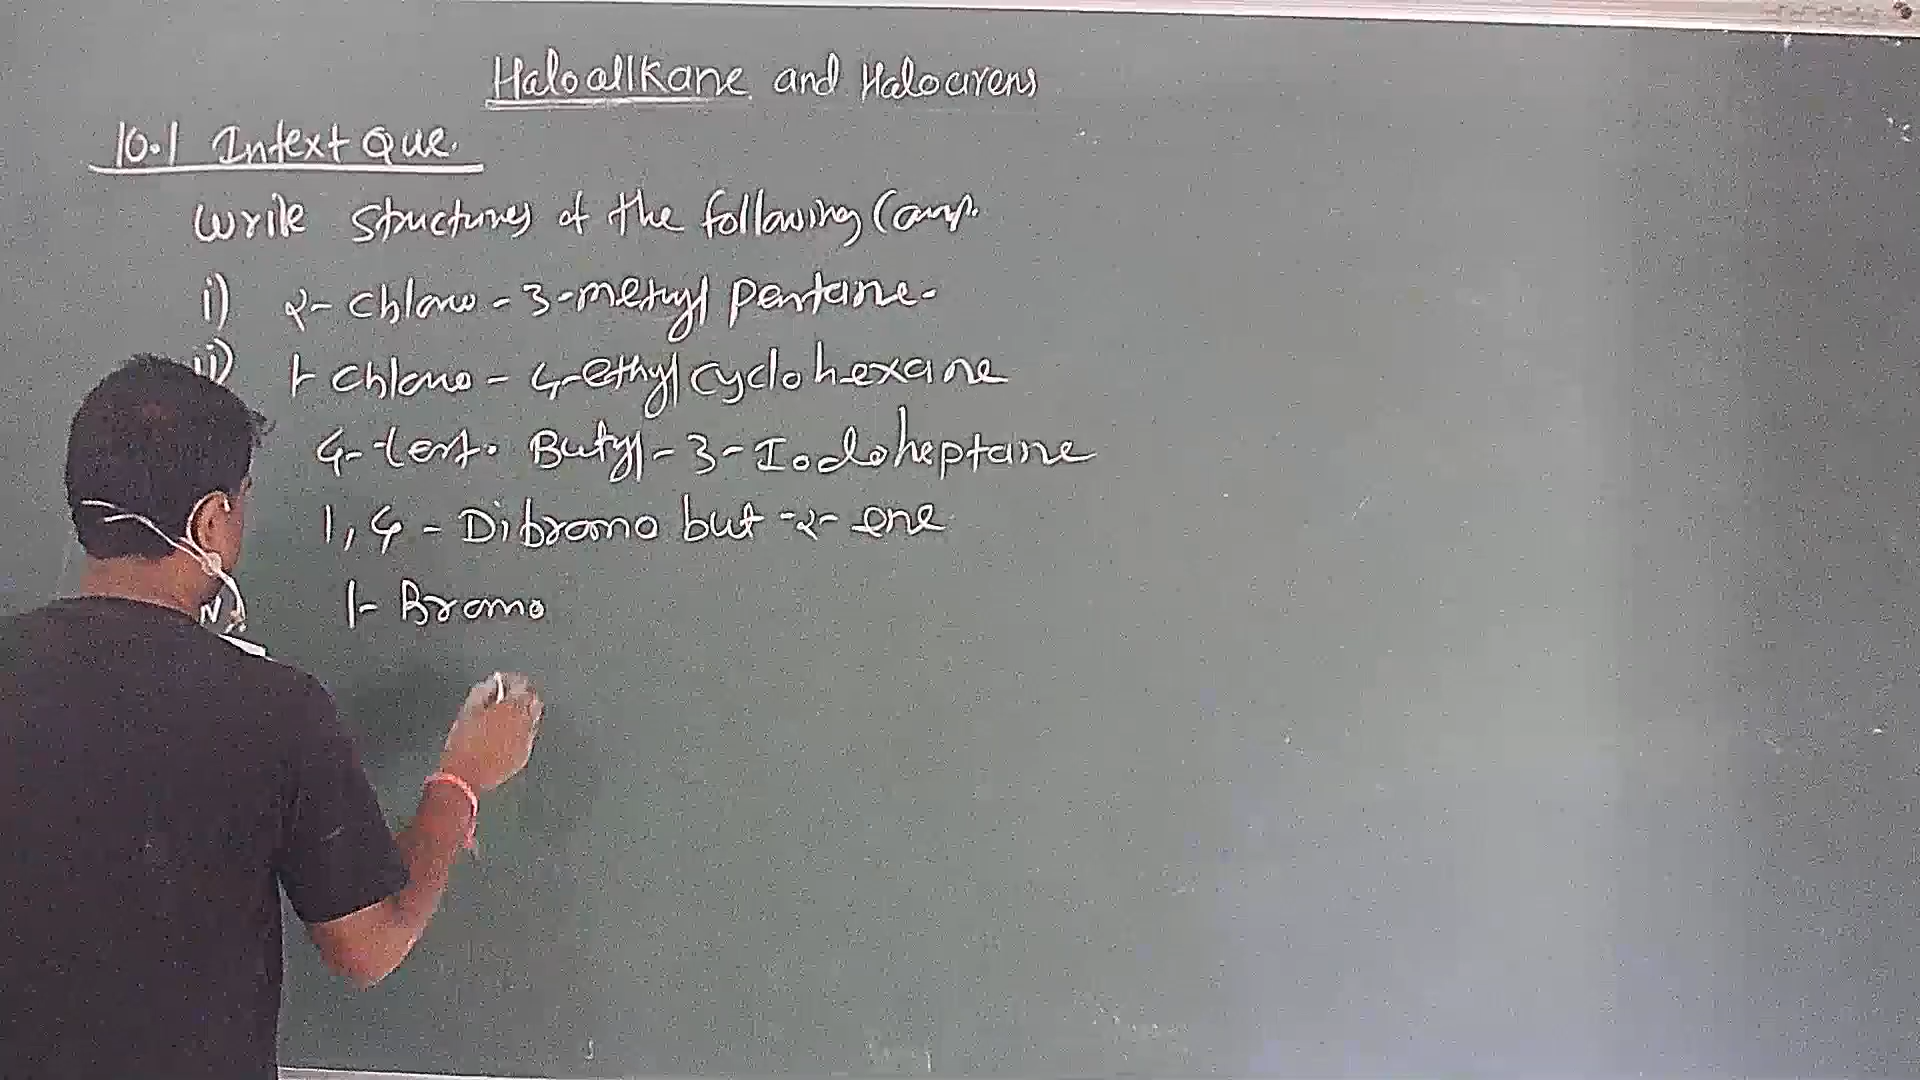 Haloalkane and Haloarens
10.1 Intext Que.
Write structures of the following Comp.
i) 2- Chloro - 3-methyl pentane-
ii) 1- Chloro - 4-ethyl cyclohexane
4- tert. Butyl - 3 - Iodoheptane
1, 4 - Dibromo but -2- ene
1- Bromo